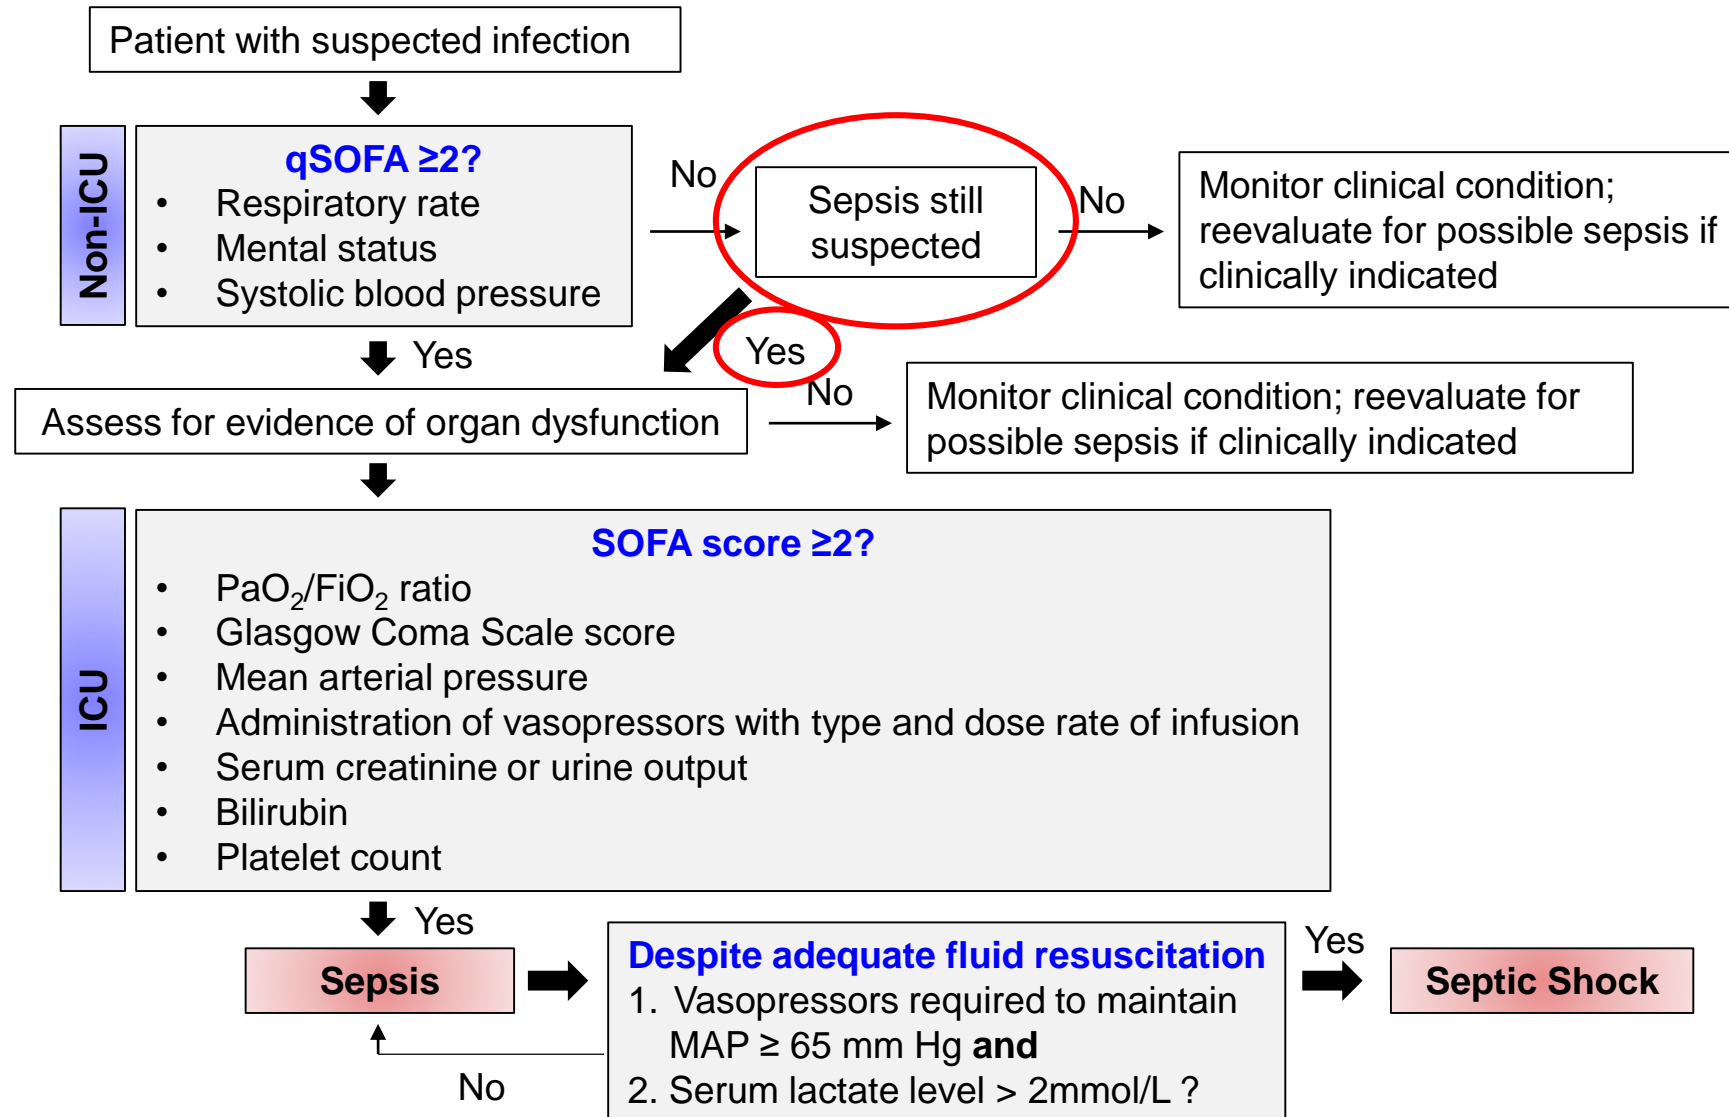 Patient with suspected infection
Non-ICU
qSOFA ≥2?
• Respiratory rate
• Mental status
• Systolic blood pressure
No
Sepsis still
suspected
No
Monitor clinical condition;
reevaluate for possible sepsis if
clinically indicated
Yes
Yes
Assess for evidence of organ dysfunction
No
Monitor clinical condition; reevaluate for
possible sepsis if clinically indicated
ICU
SOFA score ≥2?
• PaO₂/FiO₂ ratio
• Glasgow Coma Scale score
• Mean arterial pressure
• Administration of vasopressors with type and dose rate of infusion
• Serum creatinine or urine output
• Bilirubin
• Platelet count
Yes
Sepsis
Despite adequate fluid resuscitation
1. Vasopressors required to maintain
MAP ≥ 65 mm Hg and
2. Serum lactate level > 2mmol/L ?
Yes
Septic Shock
No